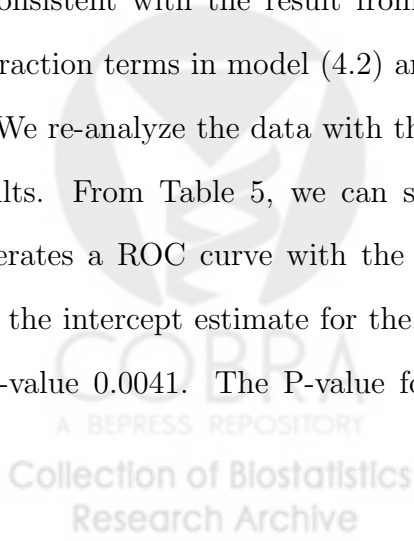 onsistent with the result from
raction terms in model (4.2) a
We re-analyze the data with th
lts. From Table 5, we can s
erates a ROC curve with the
the intercept estimate for the
-value 0.0041. The P-value fo
COBRA
A BEPRESS REPOSITORY
Collection of Biostatistics
Research Archive